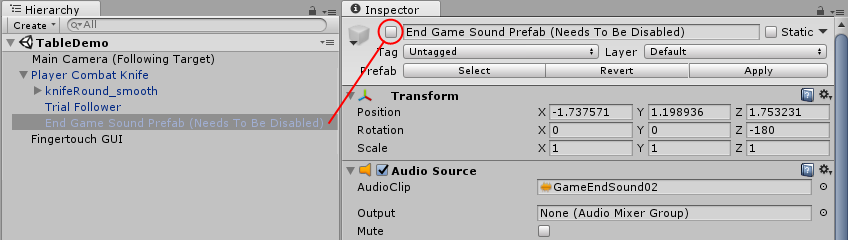 Hierarchy
Create All
TableDemo
Main Camera (Following Target)
Player Combat Knife
knifeRound_smooth
Trial Follower
End Game Sound Prefab (Needs To Be Disabled)
Fingertouch GUI
Inspector
End Game Sound Prefab (Needs To Be Disabled) Static
Tag Untagged Layer Default
Prefab Select Revert Apply
Transform
Position X -1.737571 Y 1.198936 Z 1.753231
Rotation X 0 Y 0 Z -180
Scale X 1 Y 1 Z 1
Audio Source
AudioClip GameEndSound02
Output None (Audio Mixer Group)
Mute